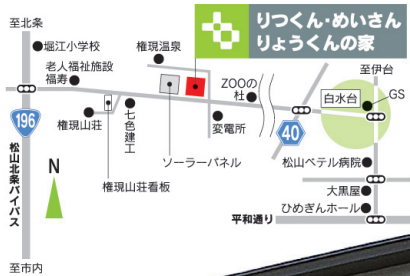 りつくん・めいさん
りょうくんの家
至北条
堀江小学校
権現温泉
老人福祉施設
福寿
ZOOの
杜
至伊台
GS
白水台
196
権現山荘
七色建工
ソーラーパネル
変電所
40
権現山荘看板
松山ベテル病院
大黒屋
ひめぎんホール
平和通り
松山北条バイパス
N
至市内